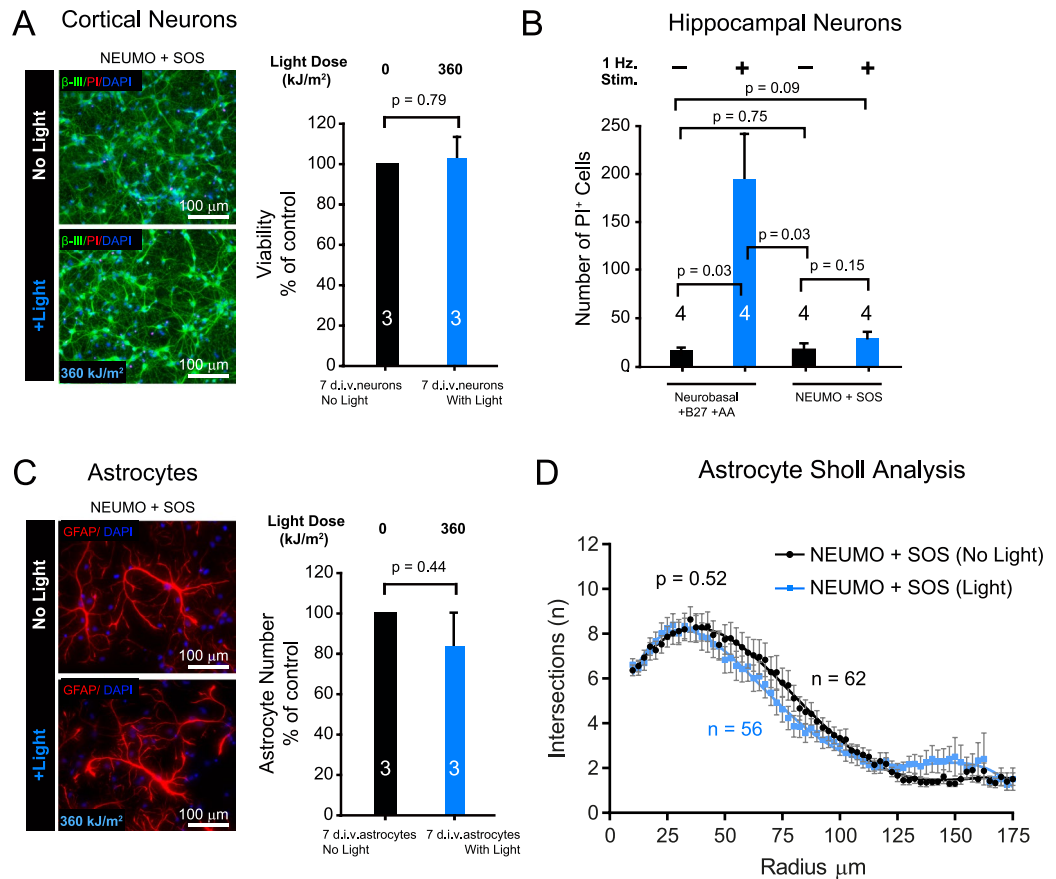 A
Cortical Neurons
NEUMO + SOS
No Light
β-III/PI/DAPI
100 μm
+Light
β-III/PI/DAPI
360 kJ/m²
100 μm
Light Dose
(kJ/m²)
0
360
p = 0.79
Viability
% of control
120
100
80
60
40
20
0
3
3
7 d.i.v.neurons
No Light
7 d.i.v.neurons
With Light
B
Hippocampal Neurons
1 Hz.
Stim.
− + − +
p = 0.09
p = 0.75
p = 0.03
p = 0.03
p = 0.15
Number of PI⁺ Cells
250
200
150
100
50
0
4
4
4
4
Neurobasal
+B27 +AA
NEUMO + SOS
C
Astrocytes
NEUMO + SOS
No Light
GFAP/ DAPI
100 μm
+Light
GFAP/ DAPI
360 kJ/m²
100 μm
Light Dose
(kJ/m²)
0
360
p = 0.44
Astrocyte Number
% of control
120
100
80
60
40
20
0
3
3
7 d.i.v.astrocytes
No Light
7 d.i.v.astrocytes
With Light
D
Astrocyte Sholl Analysis
NEUMO + SOS (No Light)
NEUMO + SOS (Light)
p = 0.52
n = 62
n = 56
Intersections (n)
12
10
8
6
4
2
0
0 25 50 75 100 125 150 175
Radius μm